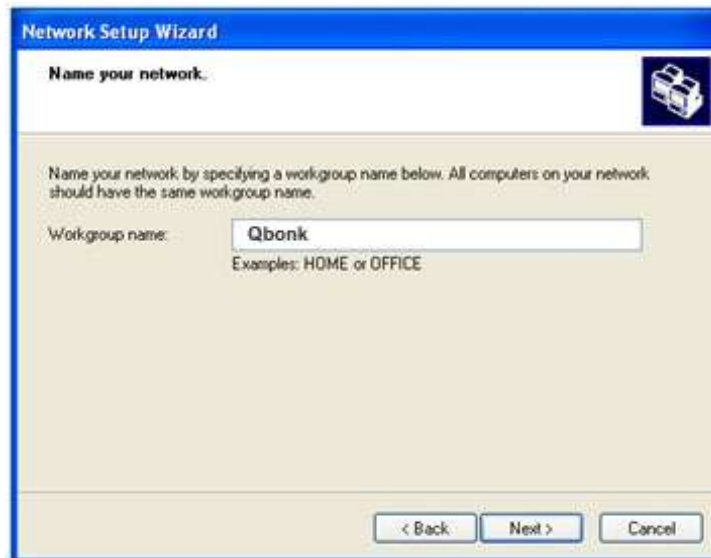 Network Setup Wizard
Name your network.
Name your network by specifying a workgroup name below. All computers on your network
should have the same workgroup name.
Workgroup name: Qbonk
Examples: HOME or OFFICE
< Back Next > Cancel